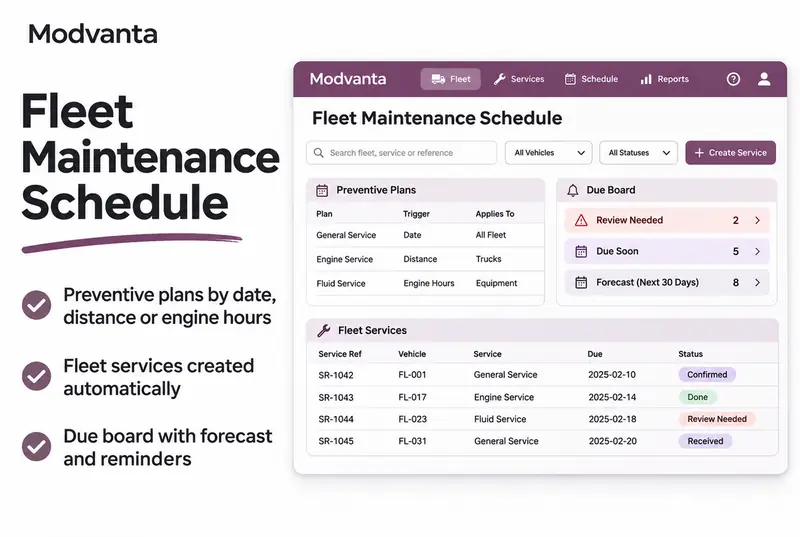 Modvanta
Fleet
Maintenance
Schedule
Preventive plans by date,
distance or engine hours
Fleet services created
automatically
Due board with forecast
and reminders
Modvanta
Fleet
Services
Schedule
Reports
?
Fleet Maintenance Schedule
Search fleet, service or reference
All Vehicles
All Statuses
+ Create Service
Preventive Plans
Plan Trigger Applies To
General Service Date All Fleet
Engine Service Distance Trucks
Fluid Service Engine Hours Equipment
Due Board
Review Needed 2
Due Soon 5
Forecast (Next 30 Days) 8
Fleet Services
Service Ref Vehicle Service Due Status
SR-1042 FL-001 General Service 2025-02-10 Confirmed
SR-1043 FL-017 Engine Service 2025-02-14 Done
SR-1044 FL-023 Fluid Service 2025-02-18 Review Needed
SR-1045 FL-031 General Service 2025-02-20 Received